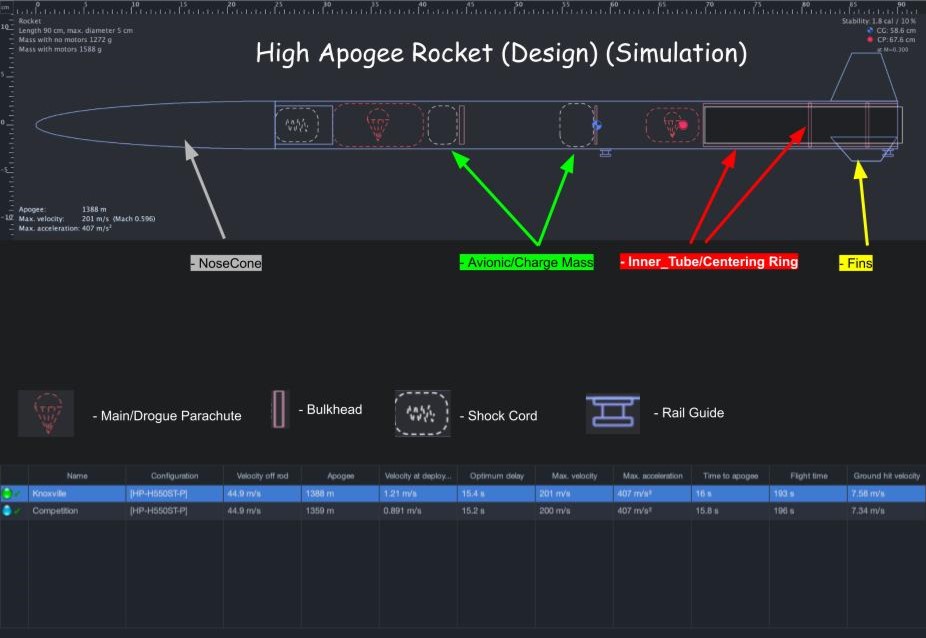 cm
0 5 10 15 20 25 30 35 40 45 50 55 60 65 70 75 80 85 90
10
5
0
-5
-10
Rocket
Length 90 cm, max. diameter 5 cm
Mass with no motors 1272 g
Mass with motors 1588 g
Stability: 1.8 cal / 10 %
CG: 58.6 cm
CP: 67.6 cm
at M=0.300
High Apogee Rocket (Design) (Simulation)
Apogee: 1388 m
Max. velocity: 201 m/s (Mach 0.596)
Max. acceleration: 407 m/s²
- NoseCone
- Avionic/Charge Mass
- Inner_Tube/Centering Ring
- Fins
- Main/Drogue Parachute
- Bulkhead
- Shock Cord
- Rail Guide
Name Configuration Velocity off rod Apogee Velocity at deploy... Optimum delay Max. velocity Max. acceleration Time to apogee Flight time Ground hit velocity
Knoxville [HP-H550ST-P] 44.9 m/s 1388 m 1.21 m/s 15.4 s 201 m/s 407 m/s² 16 s 193 s 7.58 m/s
Competition [HP-H550ST-P] 44.9 m/s 1359 m 0.891 m/s 15.2 s 200 m/s 407 m/s² 15.8 s 196 s 7.34 m/s